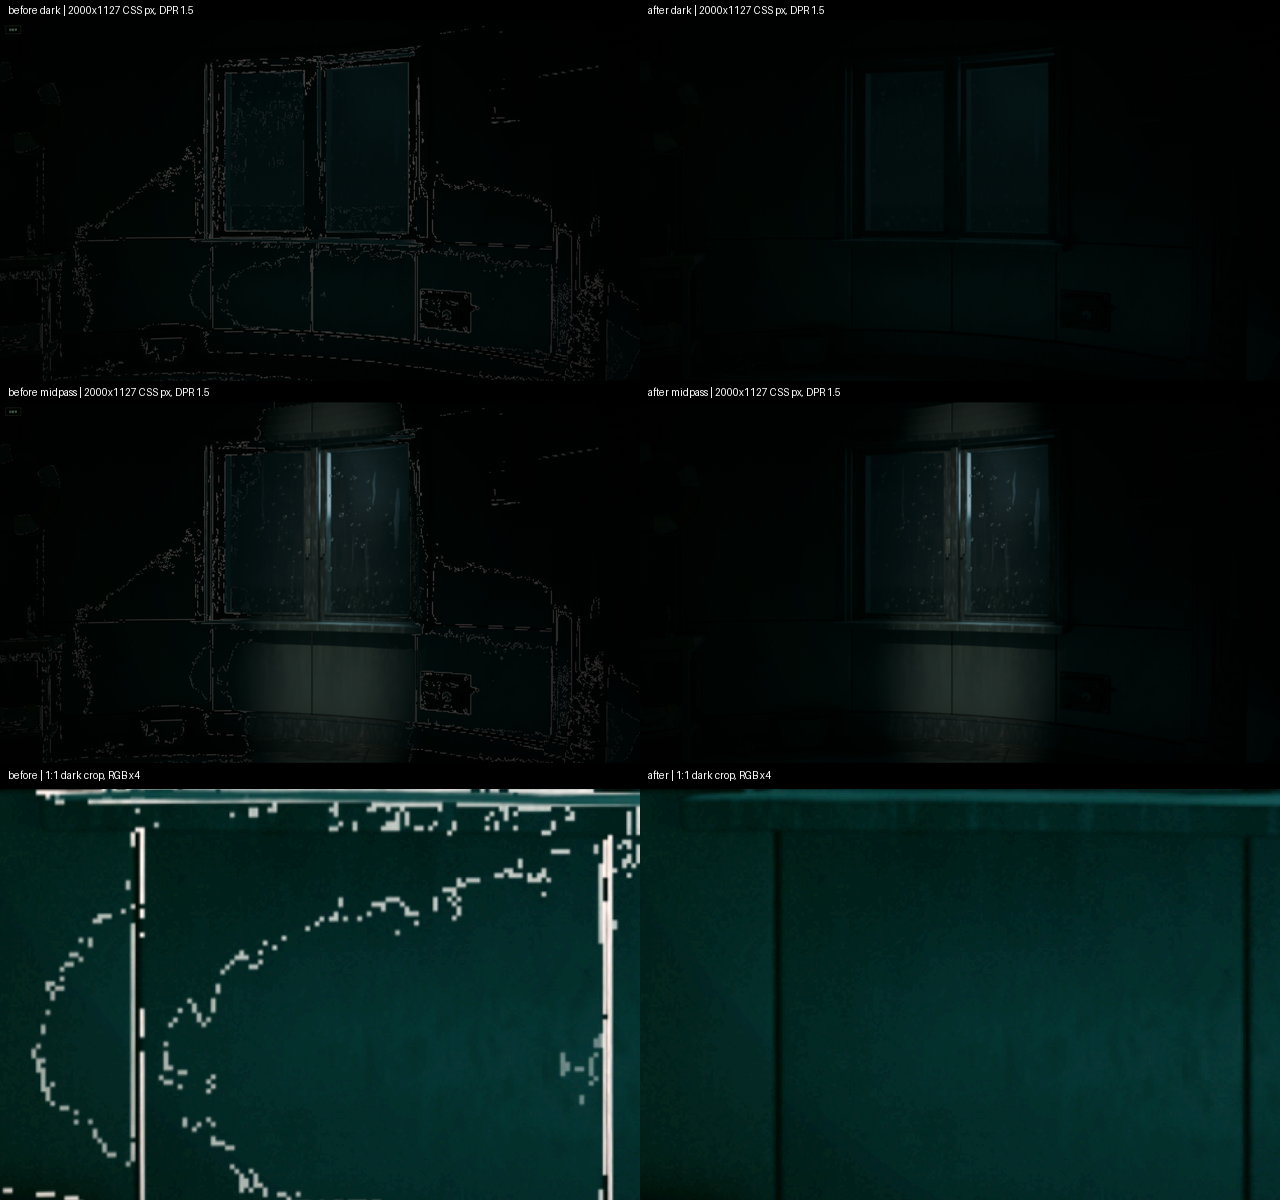 before dark | 2000x1127 CSS px, DPR 1.5
after dark | 2000x1127 CSS px, DPR 1.5
before midpass | 2000x1127 CSS px, DPR 1.5
after midpass | 2000x1127 CSS px, DPR 1.5
before | 1:1 dark crop, RGB x4
after | 1:1 dark crop, RGB x4